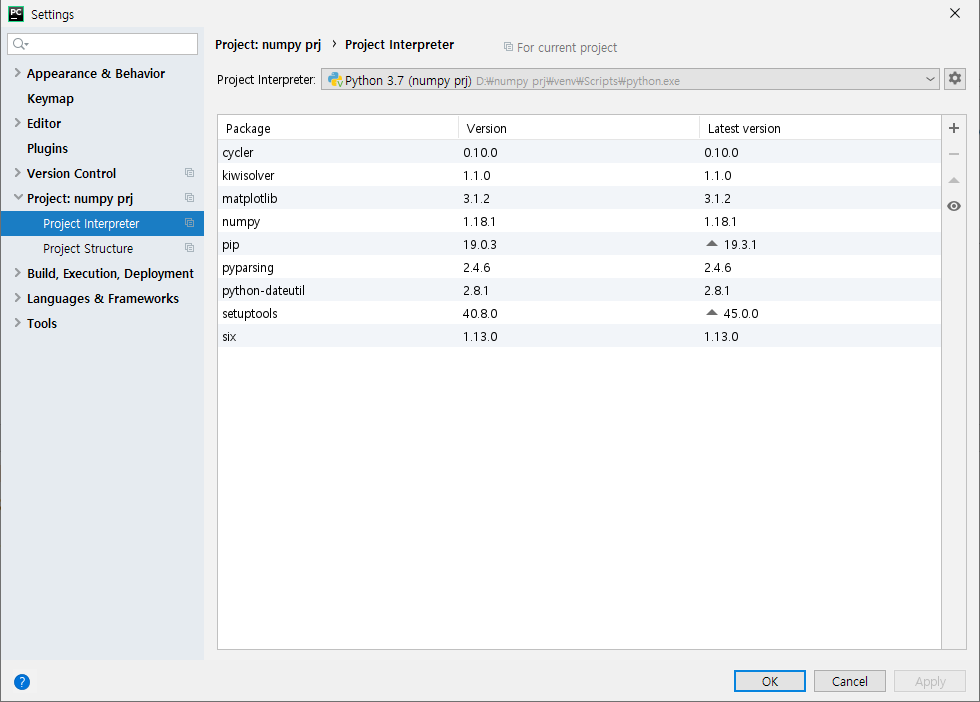 PC Settings
Project: numpy prj › Project Interpreter For current project
Project Interpreter: Python 3.7 (numpy prj) D:₩numpy prj₩venv₩Scripts₩python.exe
Appearance & Behavior
Keymap
Editor
Plugins
Version Control
Project: numpy prj
Project Interpreter
Project Structure
Build, Execution, Deployment
Languages & Frameworks
Tools
Package Version Latest version
cycler 0.10.0 0.10.0
kiwisolver 1.1.0 1.1.0
matplotlib 3.1.2 3.1.2
numpy 1.18.1 1.18.1
pip 19.0.3 19.3.1
pyparsing 2.4.6 2.4.6
python-dateutil 2.8.1 2.8.1
setuptools 40.8.0 45.0.0
six 1.13.0 1.13.0
? OK Cancel Apply